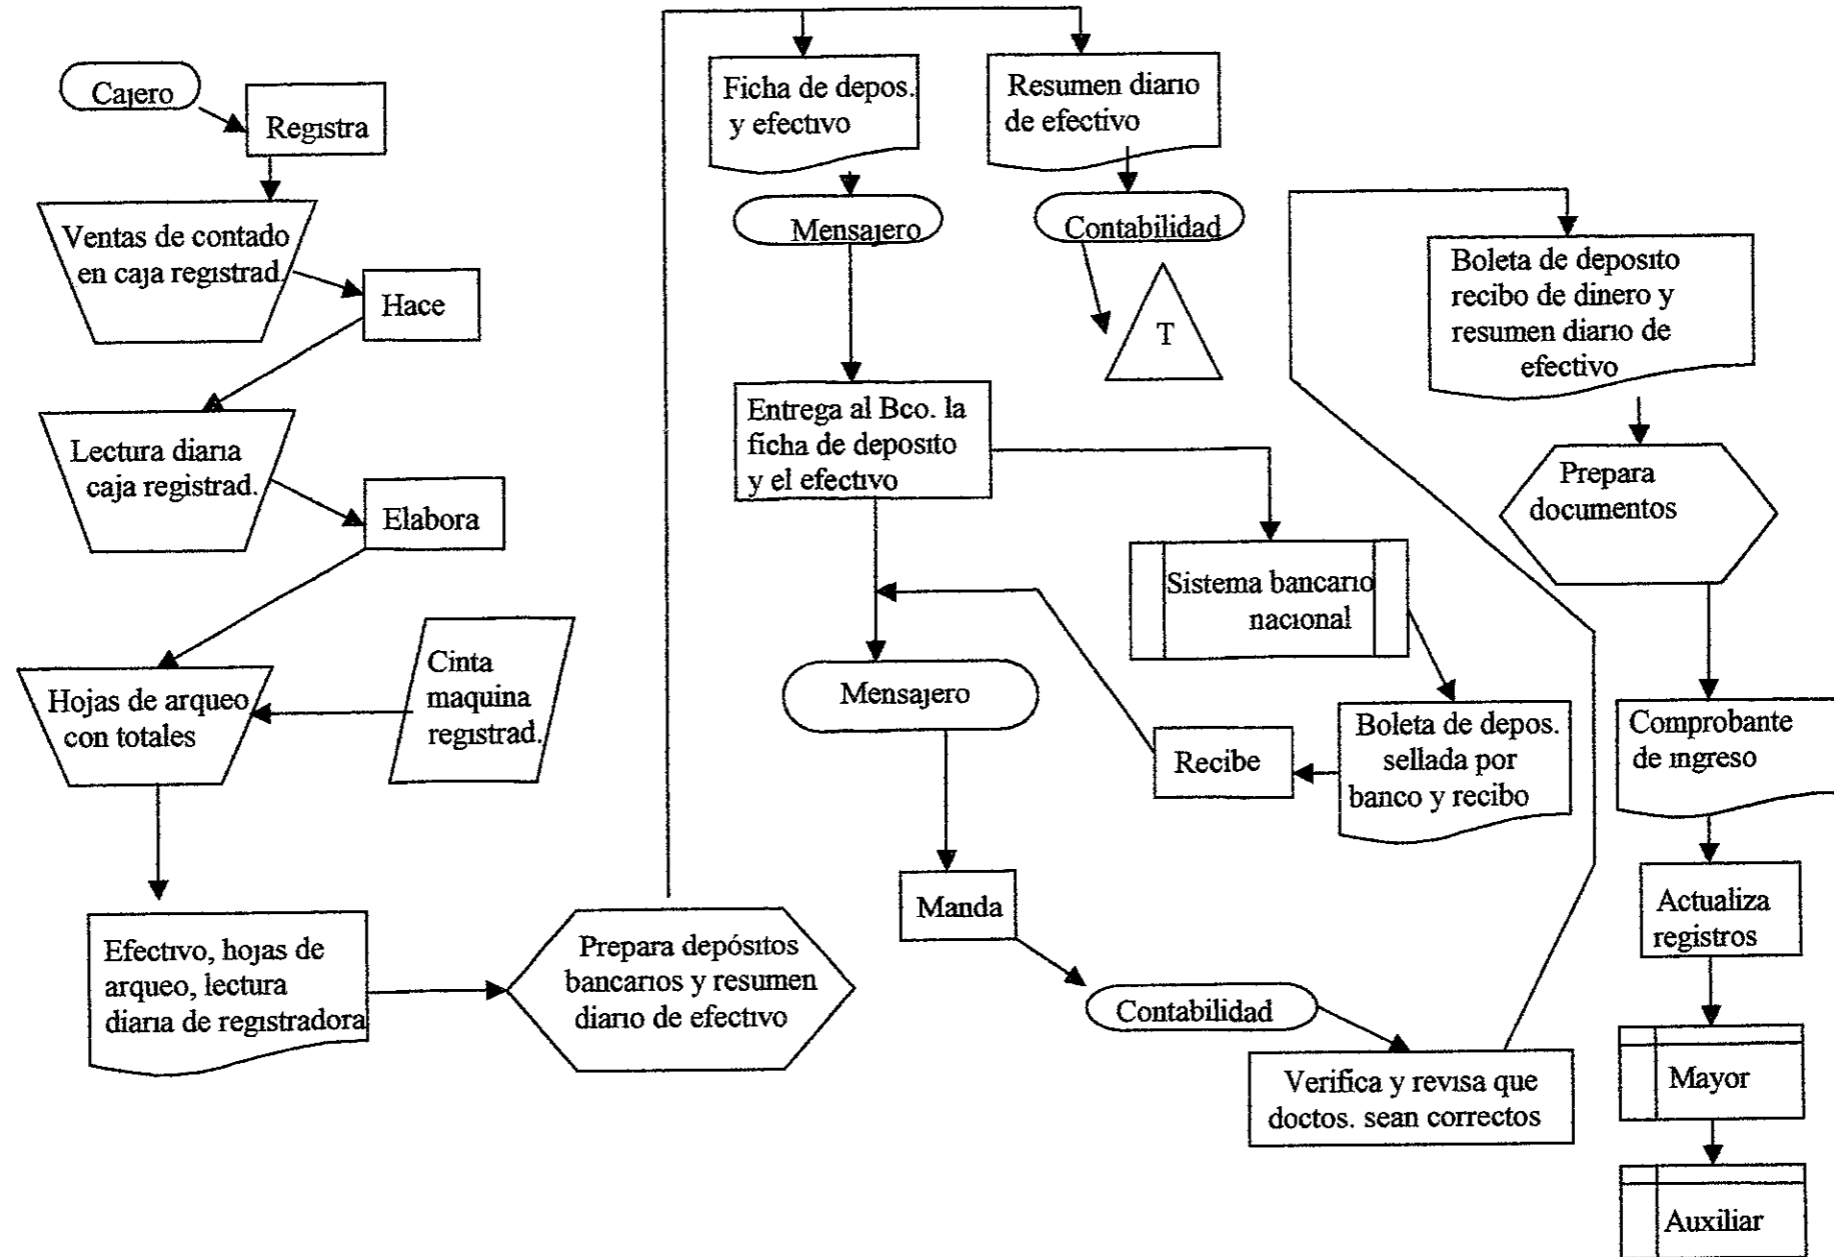 Cajero
Registra
Ventas de contado
en caja registrad.
Hace
Lectura diaria
caja registrad.
Elabora
Hojas de arqueo
con totales
Cinta
maquina
registrad.
Efectivo, hojas de
arqueo, lectura
diaria de registradora
Prepara depósitos
bancarios y resumen
diario de efectivo
Ficha de depos.
y efectivo
Resumen diario
de efectivo
Mensajero
Contabilidad
T
Entrega al Bco. la
ficha de deposito
y el efectivo
Sistema bancario
nacional
Boleta de depos.
sellada por
banco y recibo
Recibe
Mensajero
Manda
Contabilidad
Verifica y revisa que
doctos. sean correctos
Boleta de deposito
recibo de dinero y
resumen diario de
efectivo
Prepara
documentos
Comprobante
de ingreso
Actualiza
registros
Mayor
Auxiliar